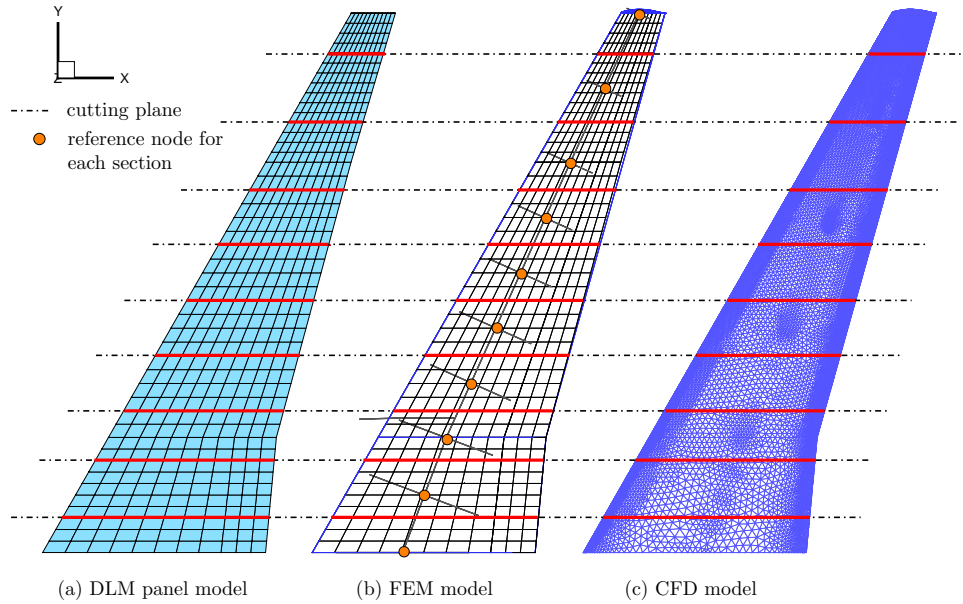 Y
Z
X
cutting plane
reference node for
each section
(a) DLM panel model
(b) FEM model
(c) CFD model